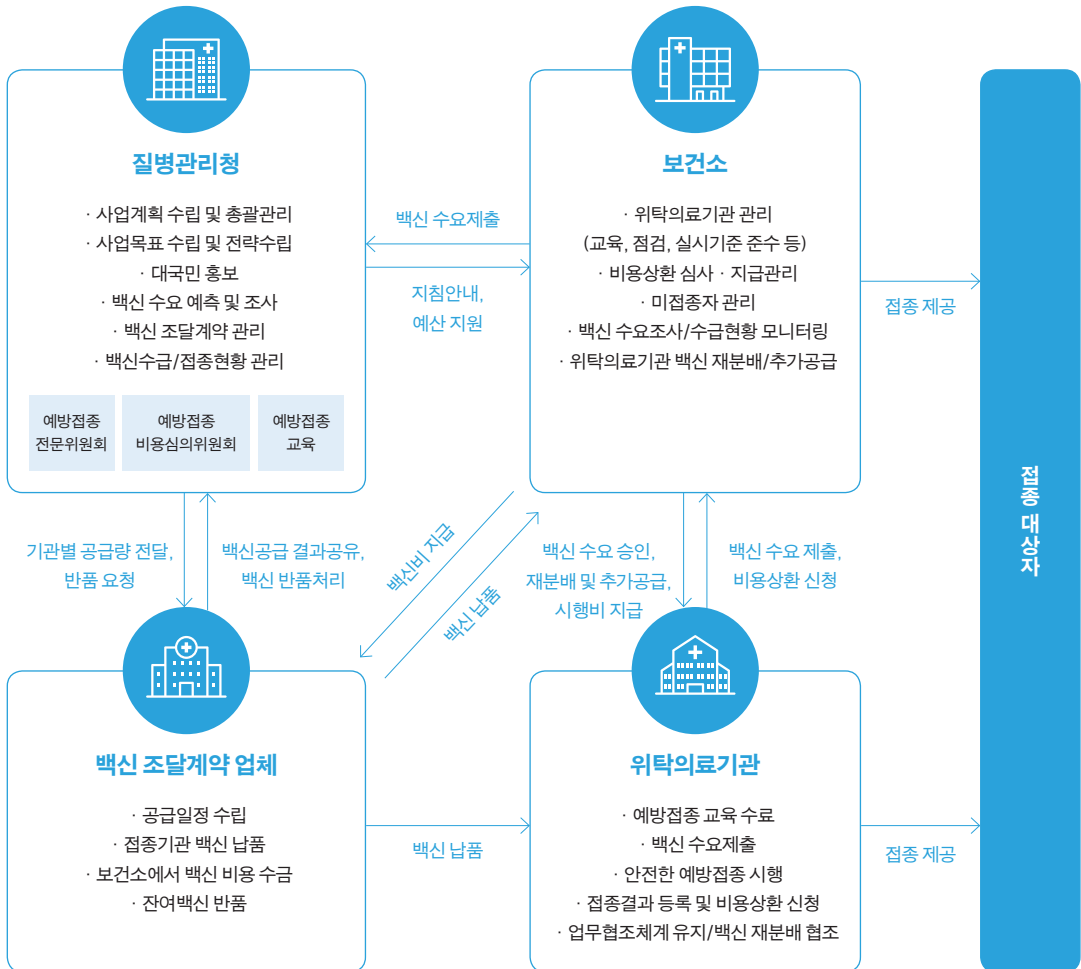 질병관리청
· 사업계획 수립 및 총괄관리
· 사업목표 수립 및 전략수립
· 대국민 홍보
· 백신 수요 예측 및 조사
· 백신 조달계약 관리
· 백신수급/접종현황 관리
예방접종
전문위원회
예방접종
비용심의위원회
예방접종
교육
백신 수요제출
지침안내,
예산 지원
보건소
· 위탁의료기관 관리
(교육, 점검, 실시기준 준수 등)
· 비용상환 심사 · 지급관리
· 미접종자 관리
· 백신 수요조사/수급현황 모니터링
· 위탁의료기관 백신 재분배/추가공급
접종 제공
접종 대상자
기관별 공급량 전달,
반품 요청
백신공급 결과공유,
백신 반품처리
백신비 지급
백신 납품
백신 수요 승인,
재분배 및 추가공급,
시행비 지급
백신 수요 제출,
비용상환 신청
백신 조달계약 업체
· 공급일정 수립
· 접종기관 백신 납품
· 보건소에서 백신 비용 수금
· 잔여백신 반품
백신 납품
위탁의료기관
· 예방접종 교육 수료
· 백신 수요제출
· 안전한 예방접종 시행
· 접종결과 등록 및 비용상환 신청
· 업무협조체계 유지/백신 재분배 협조
접종 제공